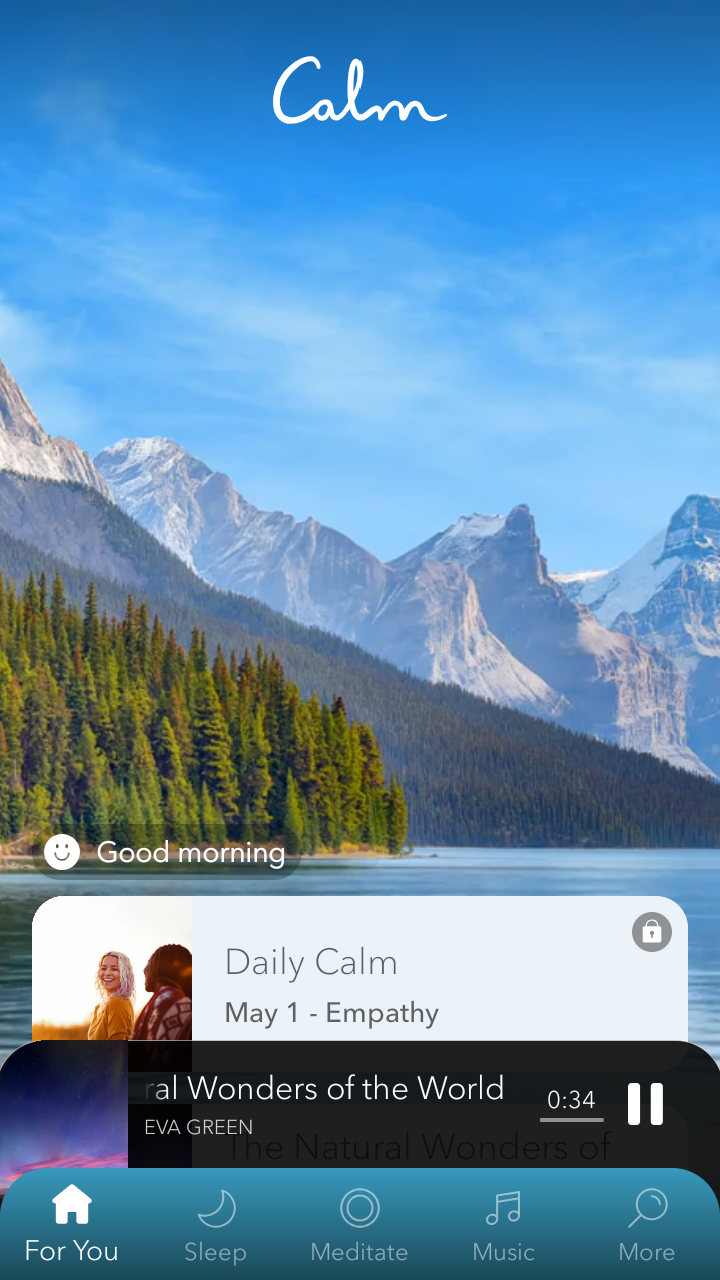 Calm
Good morning
Daily Calm
May 1 - Empathy
ral Wonders of the World
EVA GREEN
0:34
The Natural Wonders of
For You
Sleep
Meditate
Music
More